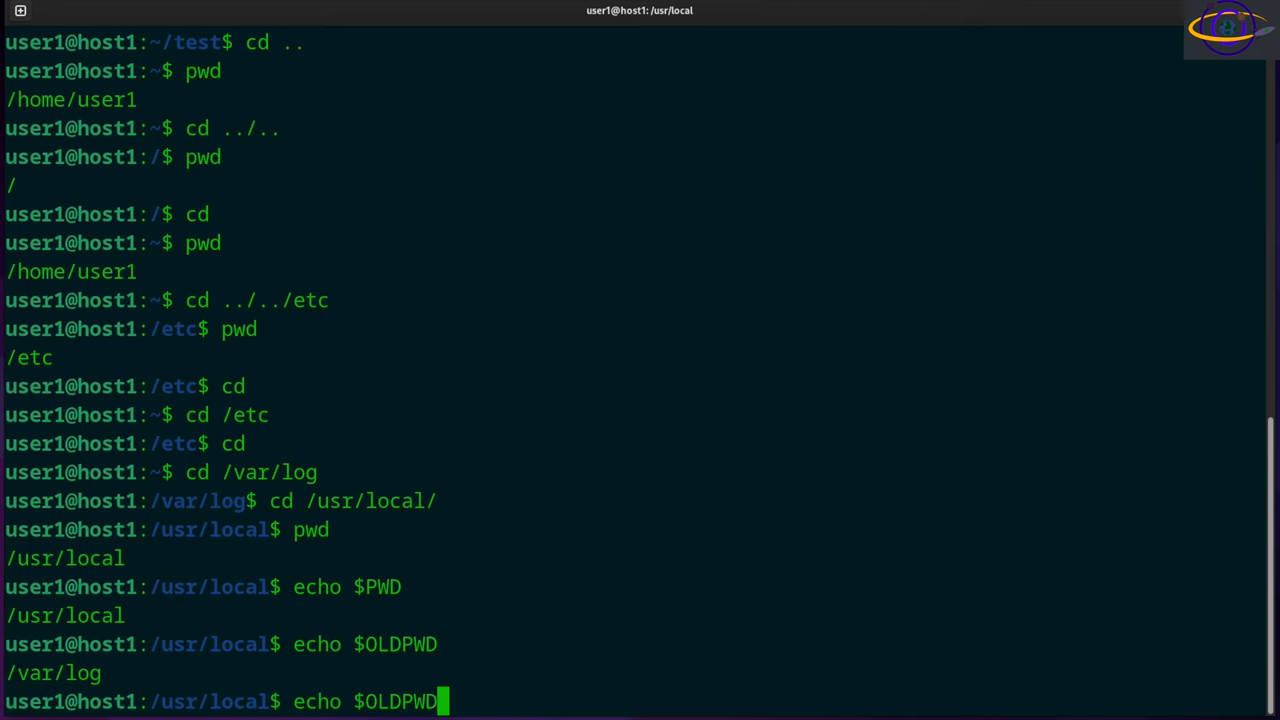 user1@host1: /usr/local
user1@host1:~/test$ cd ..
user1@host1:~$ pwd
/home/user1
user1@host1:~$ cd ../..
user1@host1:/$ pwd
/
user1@host1:/$ cd
user1@host1:~$ pwd
/home/user1
user1@host1:~$ cd ../../etc
user1@host1:/etc$ pwd
/etc
user1@host1:/etc$ cd
user1@host1:~$ cd /etc
user1@host1:/etc$ cd
user1@host1:~$ cd /var/log
user1@host1:/var/log$ cd /usr/local/
user1@host1:/usr/local$ pwd
/usr/local
user1@host1:/usr/local$ echo $PWD
/usr/local
user1@host1:/usr/local$ echo $OLDPWD
/var/log
user1@host1:/usr/local$ echo $OLDPWD